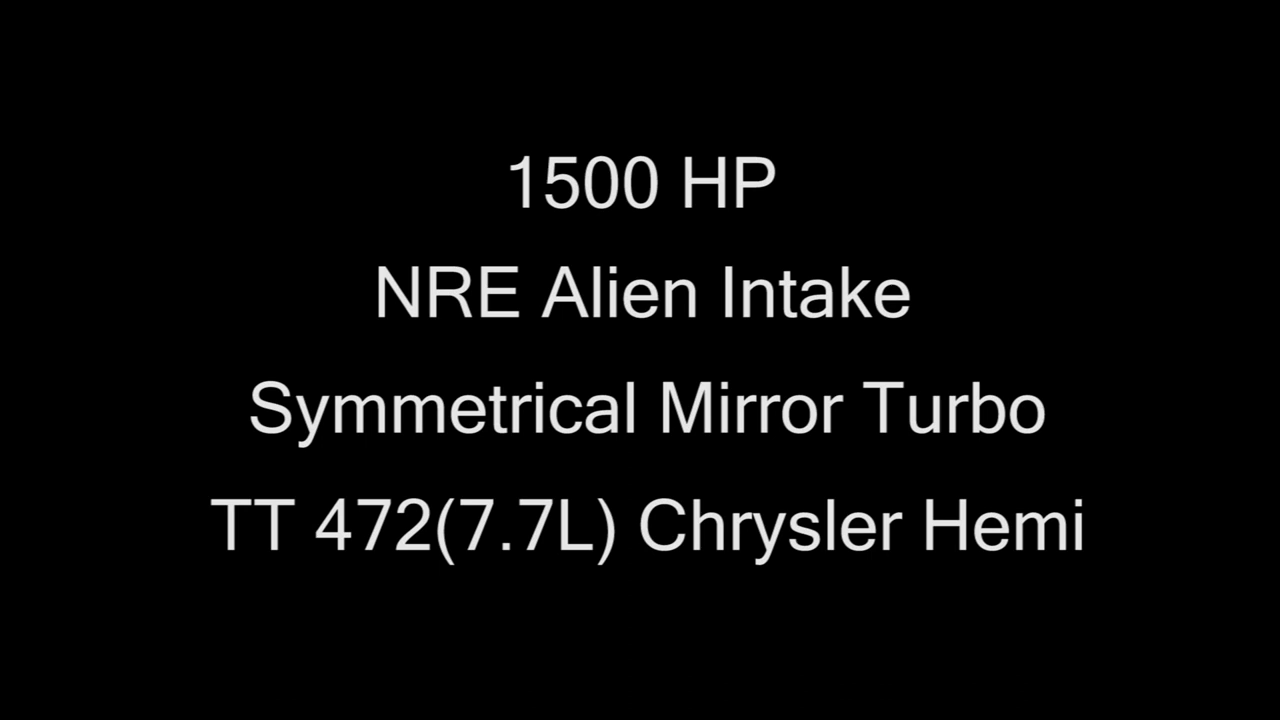 1500 HP
NRE Alien Intake
Symmetrical Mirror Turbo
TT 472(7.7L) Chrysler Hemi